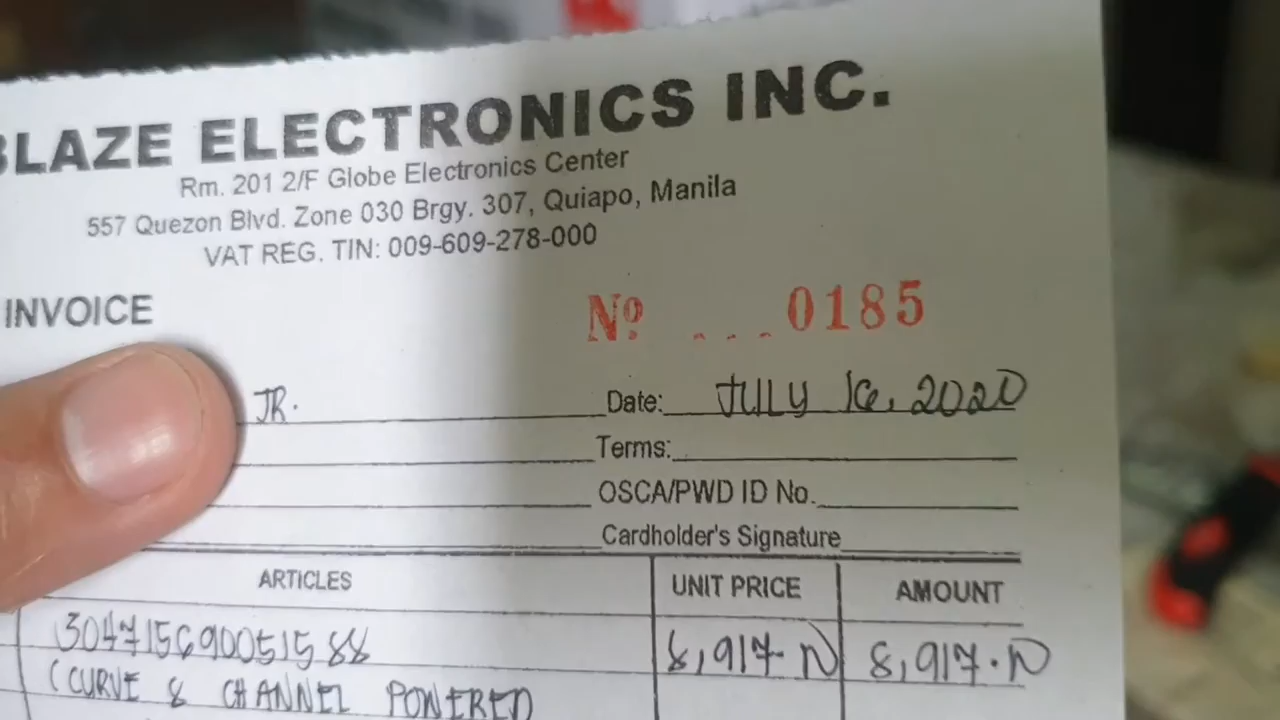 BLAZE ELECTRONICS INC.
Rm. 201 2/F Globe Electronics Center
557 Quezon Blvd. Zone 030 Brgy. 307, Quiapo, Manila
VAT REG. TIN: 009-609-278-000
INVOICE Nº 0185
JR. Date: JULY 16, 2020
Terms:
OSCA/PWD ID No.
Cardholder's Signature
ARTICLES UNIT PRICE AMOUNT
304715690051588 8,917. 8,917.
(CURVE 8 CHANNEL POWERED